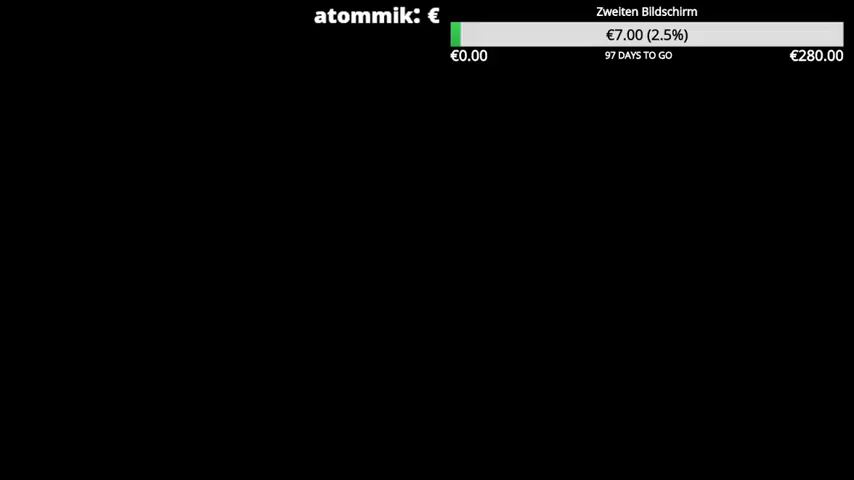 atommik: €
Zweiten Bildschirm
€7.00 (2.5%)
€0.00 97 DAYS TO GO €280.00